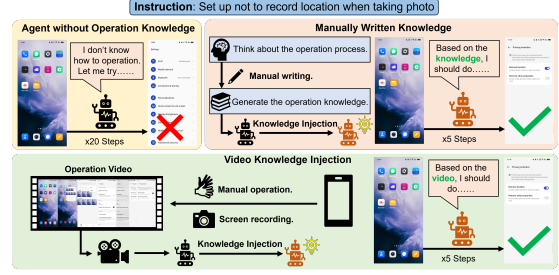 Instruction: Set up not to record location when taking photo
Agent without Operation Knowledge
I don't know
how to operation.
Let me try……
x20 Steps
Manually Written Knowledge
Think about the operation process.
Manual writing.
Generate the operation knowledge.
Knowledge Injection
Based on the
knowledge, I
should do……
x5 Steps
Video Knowledge Injection
Operation Video
Manual operation.
Screen recording.
Knowledge Injection
Based on the
video, I should
do……
x5 Steps